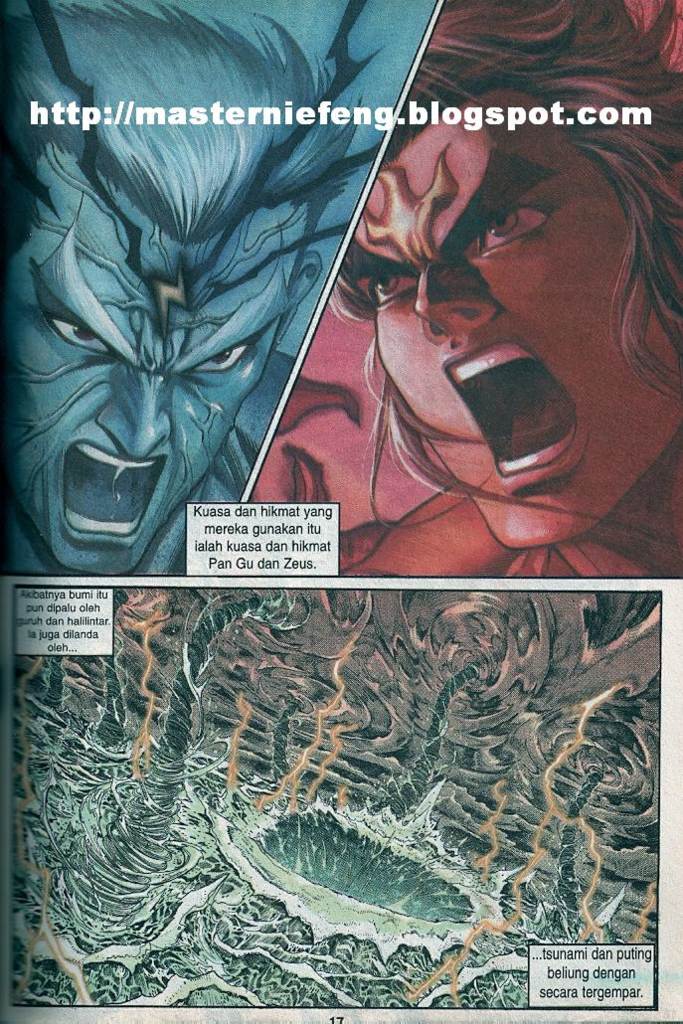 http://masterniefeng.blogspot.com
Kuasa dan hikmat yang
mereka gunakan itu
ialah kuasa dan hikmat
Pan Gu dan Zeus.
Akibatnya bumi itu
pun dipalu oleh
guruh dan halilintar.
Ia juga dilanda
oleh...
...tsunami dan puting
beliung dengan
secara tergempar.
17